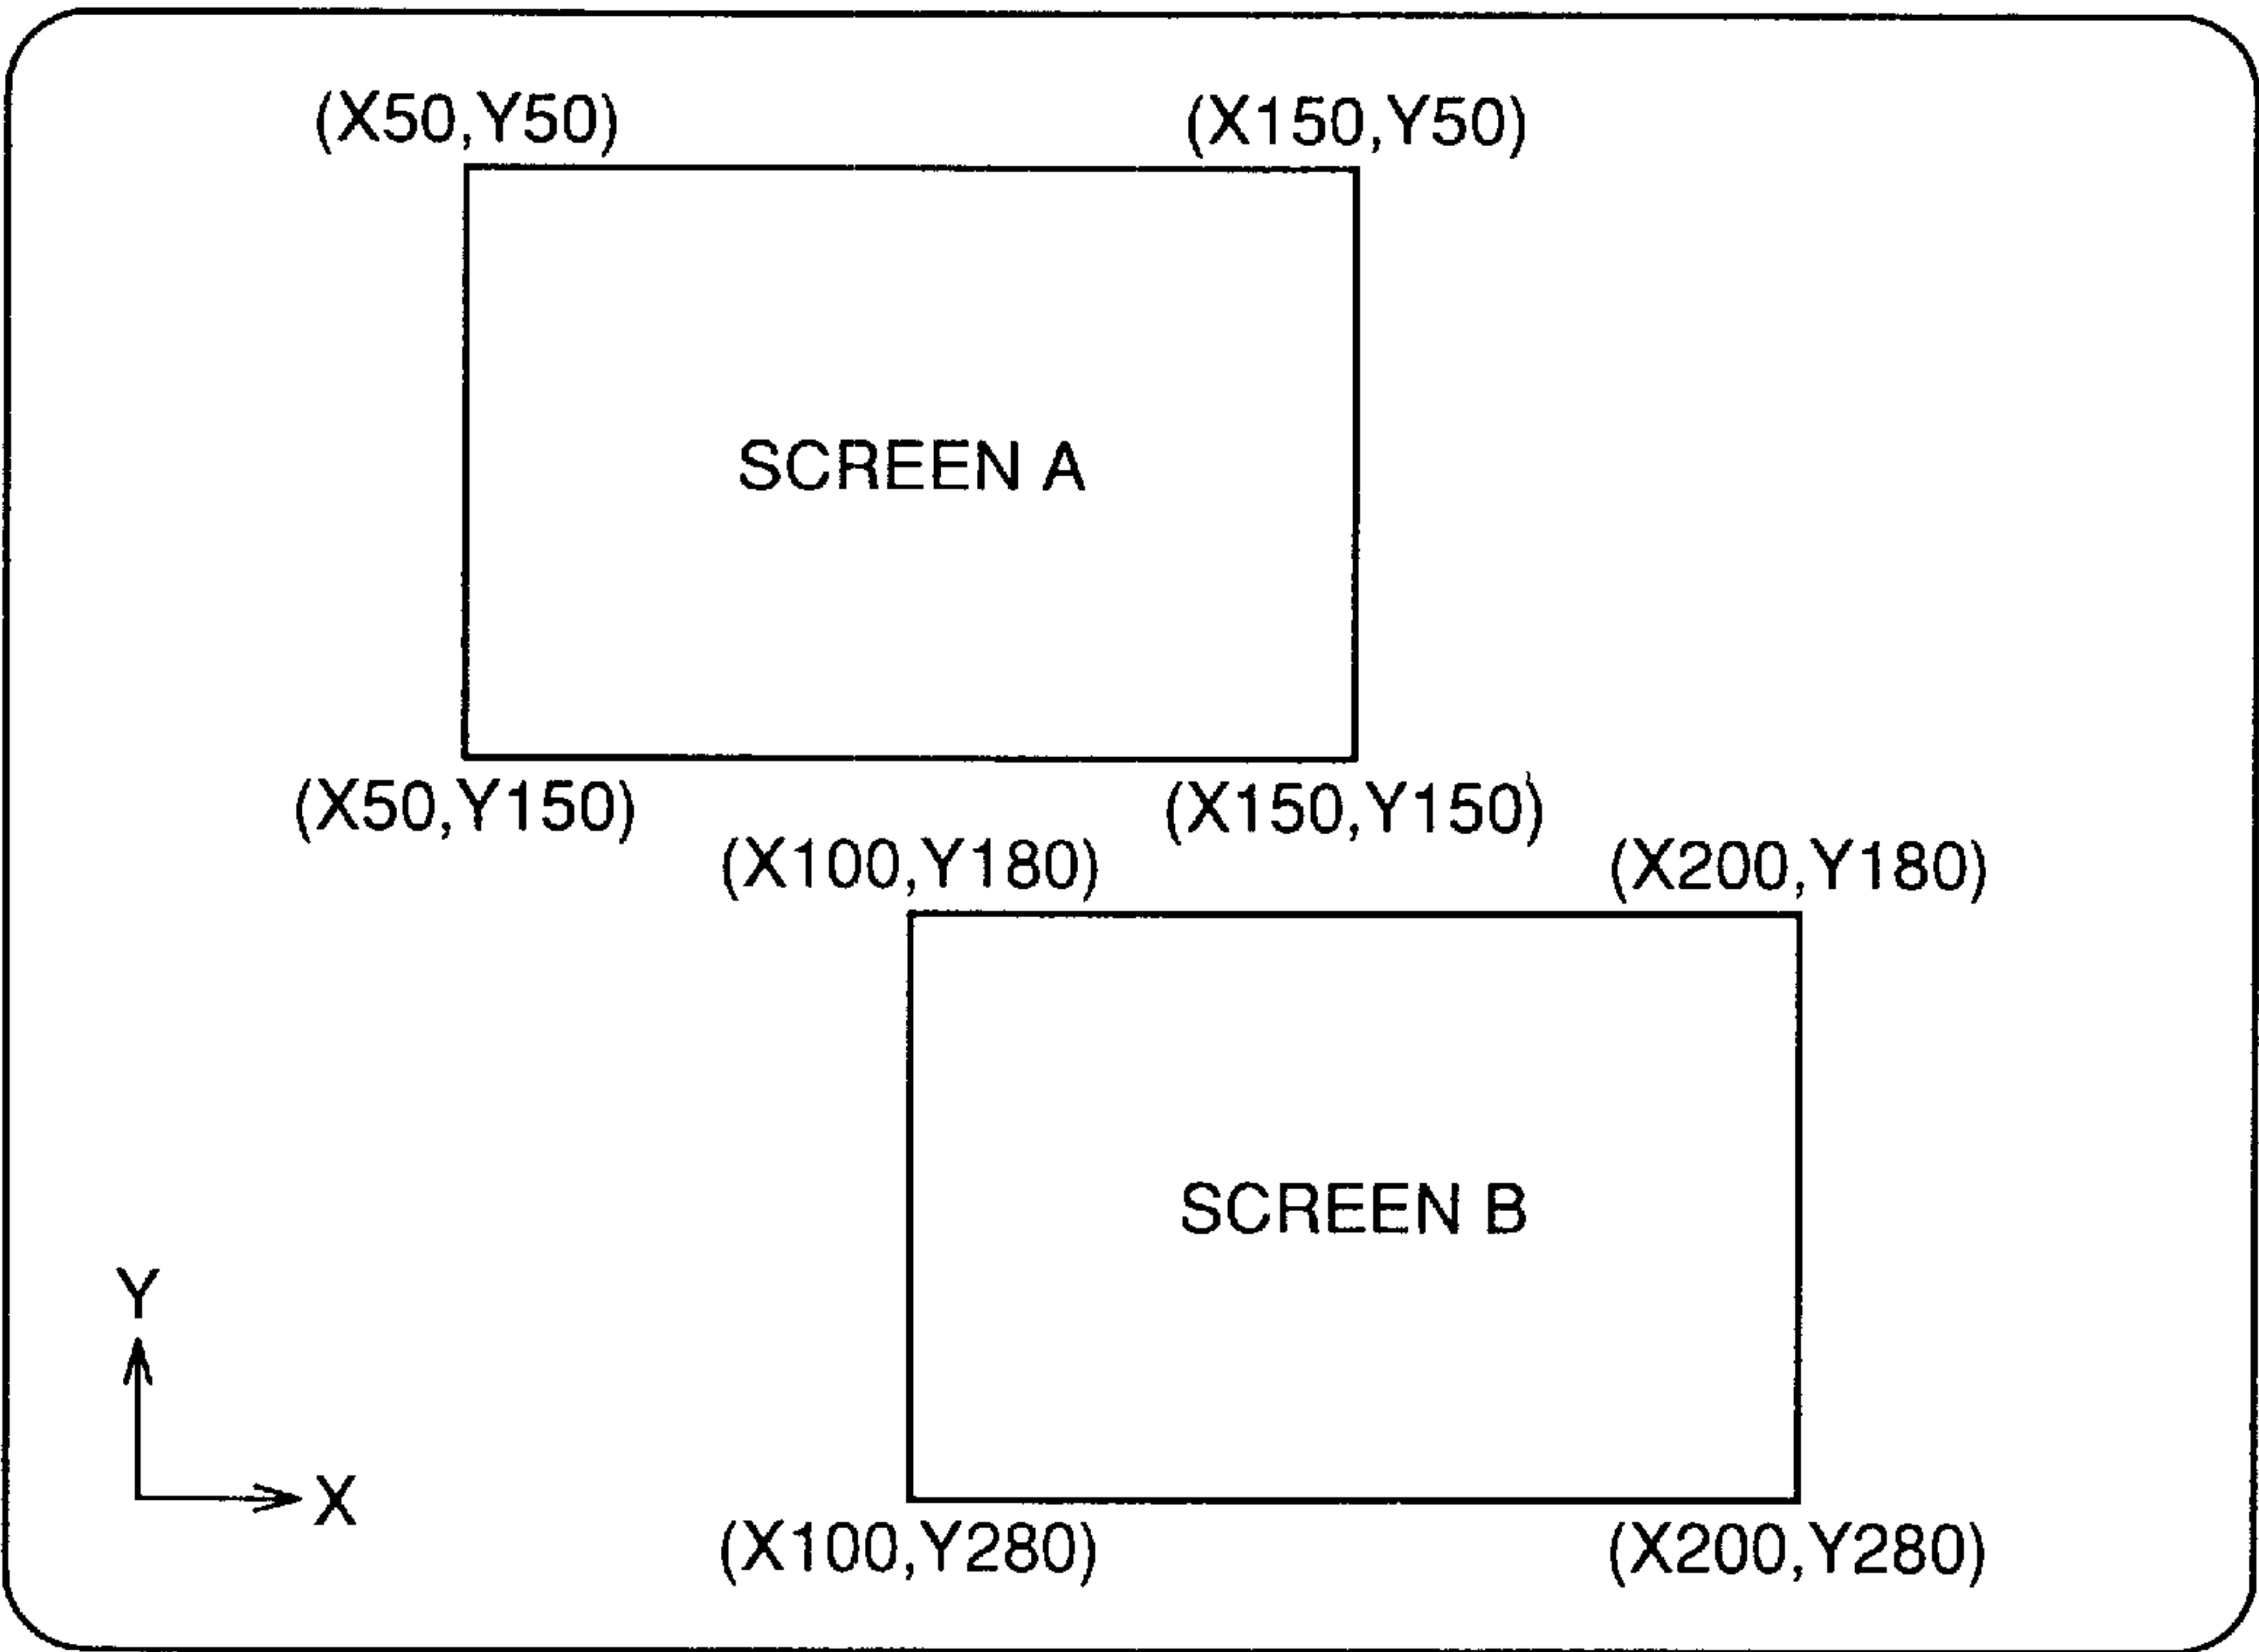 (X50,Y50) (X150,Y50)
SCREEN A
(X50,Y150) (X150,Y150)
(X100,Y180) (X200,Y180)
SCREEN B
Y
X
(X100,Y280) (X200,Y280)